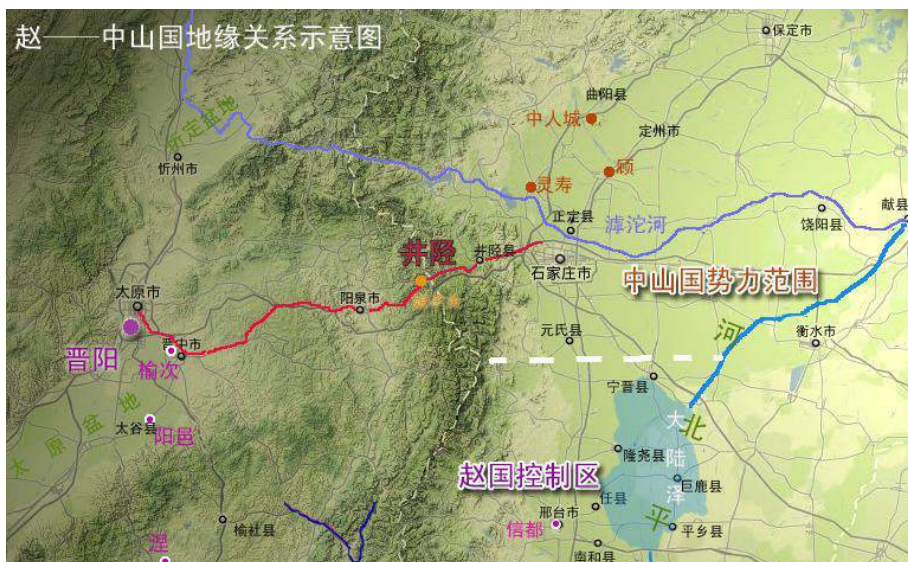 赵——中山国地缘关系示意图
保定市
曲阳县
中人城
定州市
忻定盆地
忻州市
顾
灵寿
正定县
滹沱河
饶阳县
献县
井陉
井陉县
石家庄市
中山国势力范围
太原市
阳泉市
元氏县
河
衡水市
晋阳
晋中市
榆次
宁晋县
太谷县
阳邑
太原盆地
大陆泽
北
隆尧县
巨鹿县
赵国控制区
任县
平
邢台市
信都
平乡县
榆社县
南和县
涅